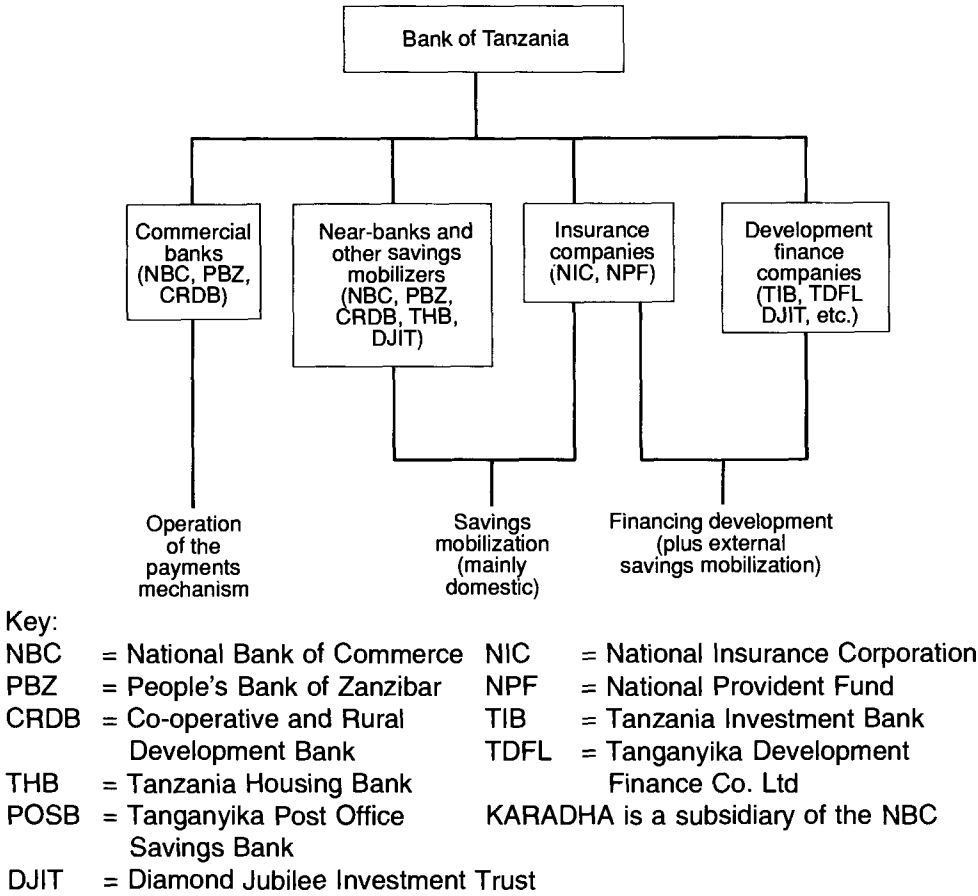 Bank of Tanzania
Commercial
banks
(NBC, PBZ,
CRDB)
Near-banks and
other savings
mobilizers
(NBC, PBZ,
CRDB, THB,
DJIT)
Insurance
companies
(NIC, NPF)
Development
finance
companies
(TIB, TDFL
DJIT, etc.)
Operation
of the
payments
mechanism
Savings
mobilization
(mainly
domestic)
Financing development
(plus external
savings mobilization)
Key:
NBC = National Bank of Commerce
PBZ = People's Bank of Zanzibar
CRDB = Co-operative and Rural
Development Bank
THB = Tanzania Housing Bank
POSB = Tanganyika Post Office
Savings Bank
DJIT = Diamond Jubilee Investment Trust
NIC = National Insurance Corporation
NPF = National Provident Fund
TIB = Tanzania Investment Bank
TDFL = Tanganyika Development
Finance Co. Ltd
KARADHA is a subsidiary of the NBC